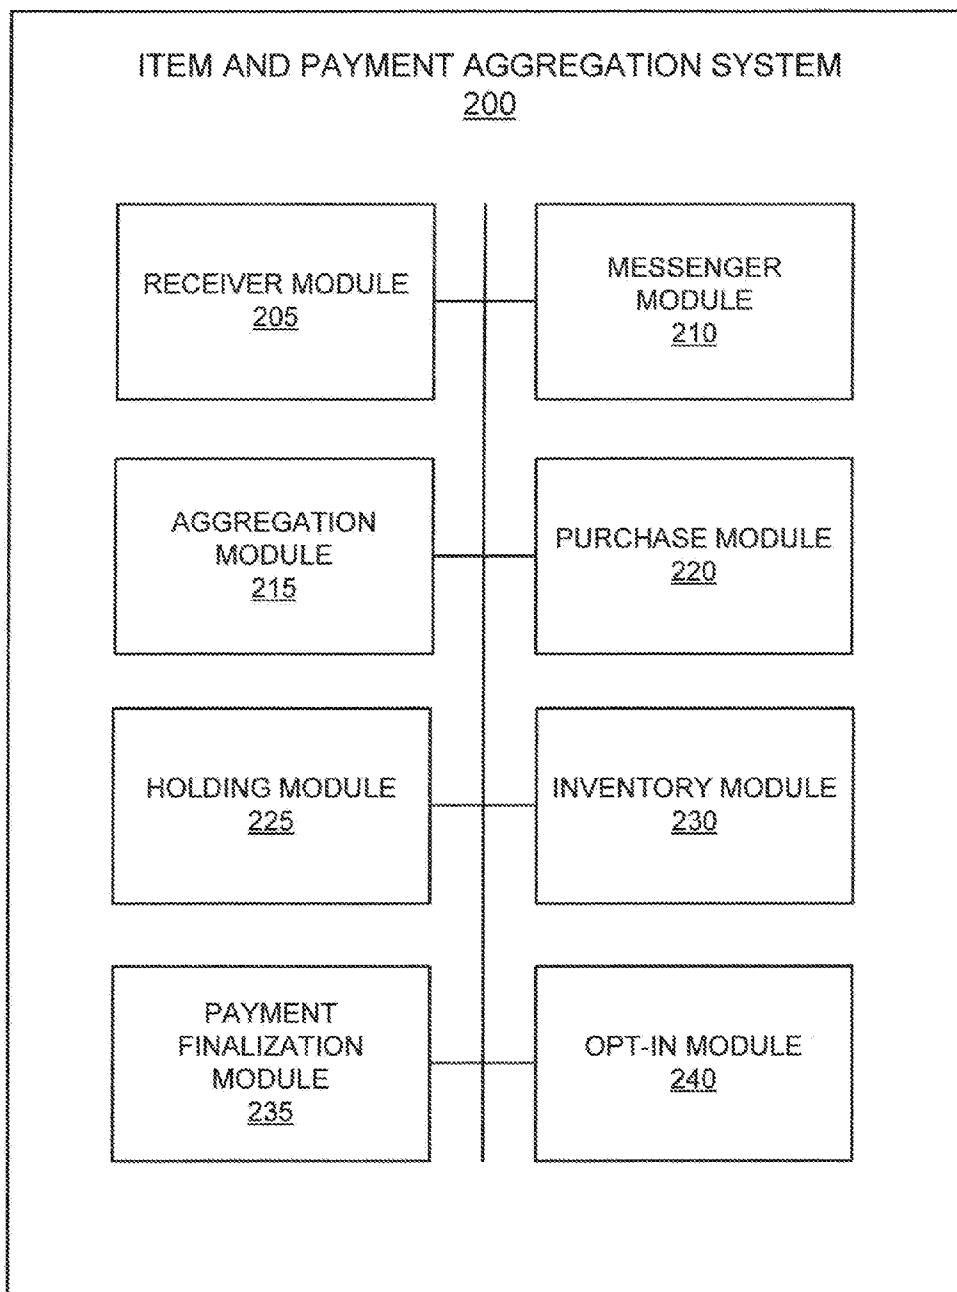 ITEM AND PAYMENT AGGREGATION SYSTEM
200
RECEIVER MODULE
205
MESSENGER
MODULE
210
AGGREGATION
MODULE
215
PURCHASE MODULE
220
HOLDING MODULE
225
INVENTORY MODULE
230
PAYMENT
FINALIZATION
MODULE
235
OPT-IN MODULE
240